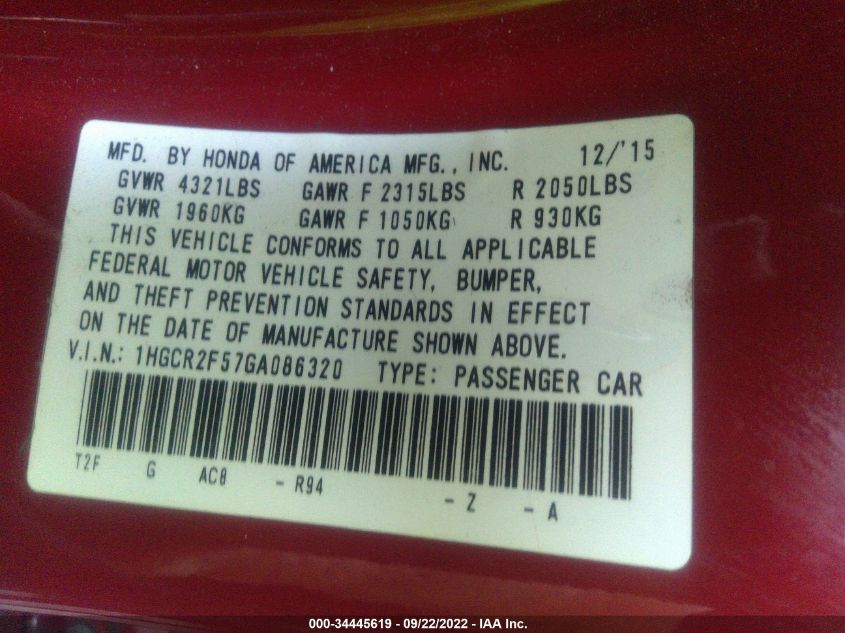 MFD. BY HONDA OF AMERICA MFG., INC. 12/'15
GVWR 4321LBS GAWR F 2315LBS R 2050LBS
GVWR 1960KG GAWR F 1050KG R 930KG
THIS VEHICLE CONFORMS TO ALL APPLICABLE
FEDERAL MOTOR VEHICLE SAFETY, BUMPER,
AND THEFT PREVENTION STANDARDS IN EFFECT
ON THE DATE OF MANUFACTURE SHOWN ABOVE.
V.I.N.: 1HGCR2F57GA086320 TYPE: PASSENGER CAR
T2F G AC8 - R94 - Z - A
000-34445619 - 09/22/2022 - IAA Inc.